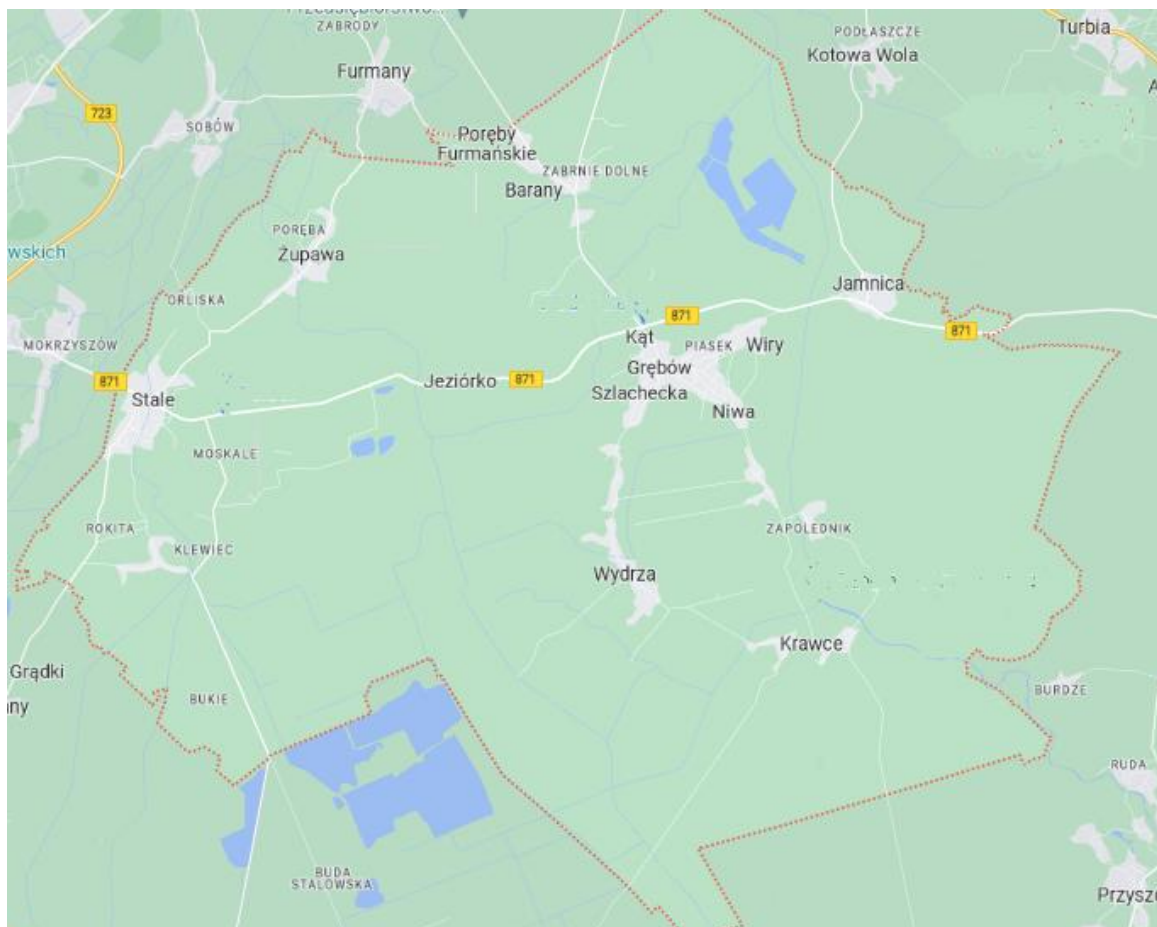 ZABRODY
Furmany
PODŁASZCZE
Kotowa Wola
Turbia
723
SOBÓW
Poręby
Furmańskie
ZABRNIE DOLNE
Barany
PORĘBA
Żupawa
wskich
ORLISKA
Jamnica
871
871
Kąt
PIASEK
Wiry
MOKRZYSZÓW
Grębów
871
Jeziórko
871
Szlachecka
Stale
Niwa
MOSKALE
ROKITA
ZAPOLEDNIK
KLEWIEC
Wydrza
Krawce
Grądki
any
BUKIE
BURDZE
RUDA
BUDA
STALOWSKA
Przysz